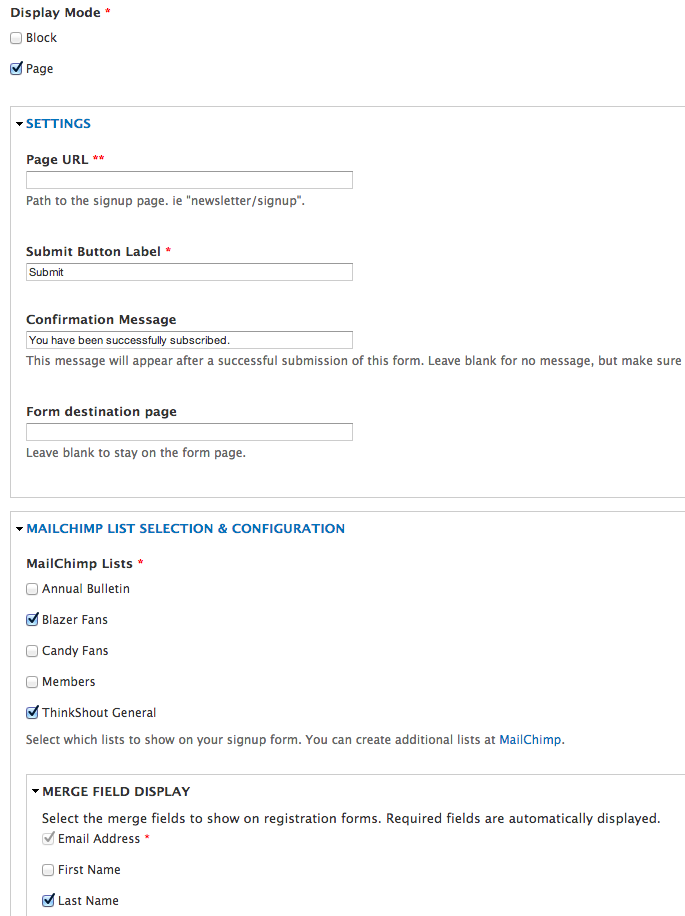 Display Mode *
Block
Page
SETTINGS
Page URL **
Path to the signup page. ie "newsletter/signup".
Submit Button Label *
Submit
Confirmation Message
You have been successfully subscribed.
This message will appear after a successful submission of this form. Leave blank for no message, but make sure
Form destination page
Leave blank to stay on the form page.
MAILCHIMP LIST SELECTION & CONFIGURATION
MailChimp Lists *
Annual Bulletin
Blazer Fans
Candy Fans
Members
ThinkShout General
Select which lists to show on your signup form. You can create additional lists at MailChimp.
MERGE FIELD DISPLAY
Select the merge fields to show on registration forms. Required fields are automatically displayed.
Email Address *
First Name
Last Name